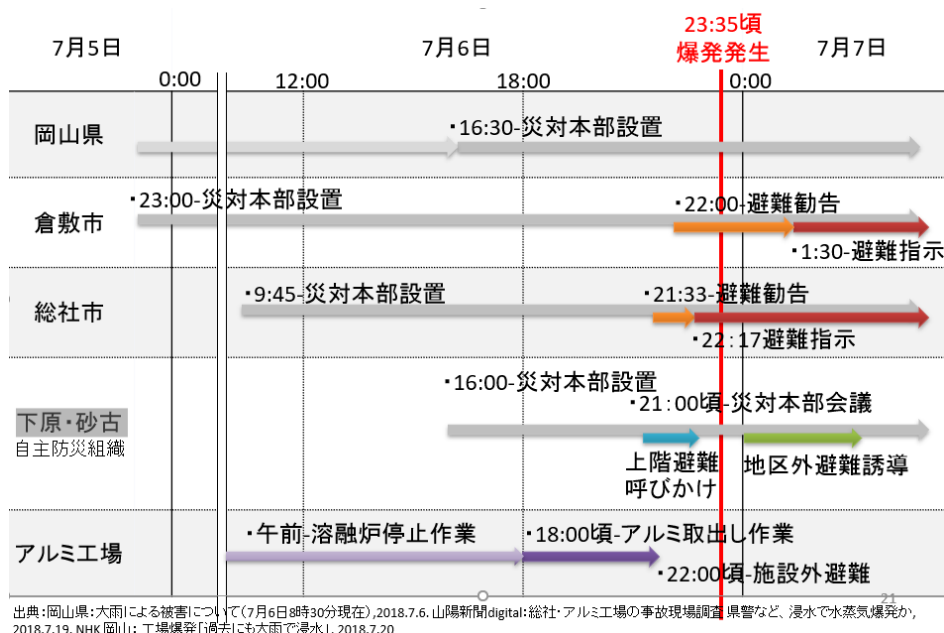 23:35頃
7月5日
7月6日
爆発発生
7月7日
0:00
12:00
18:00
0:00
岡山県
・16:30-災対本部設置
倉敷市
・23:00-災対本部設置
・22:00-避難勧告
・1:30-避難指示
総社市
・9:45-災対本部設置
・21:33-避難勧告
・22：17避難指示
下原・砂古
自主防災組織
・16:00-災対本部設置
・21：00頃-災対本部会議
上階避難
呼びかけ
地区外避難誘導
アルミ工場
・午前-溶融炉停止作業
・18:00頃-アルミ取出し作業
・22:00頃-施設外避難
21
出典：岡山県：大雨による被害について（7月6日8時30分現在）,2018.7.6. 山陽新聞digital：総社・アルミ工場の事故現場調査 県警など、浸水で水蒸気爆発か,
2018.7.19. NHK 岡山： 工場爆発「過去にも大雨で浸水」, 2018.7.20